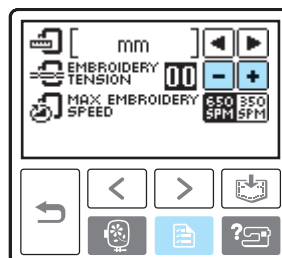 [ mm ]
EMBROIDERY
TENSION 00 - +
MAX EMBROIDERY
SPEED
650 SPM 350 SPM
?